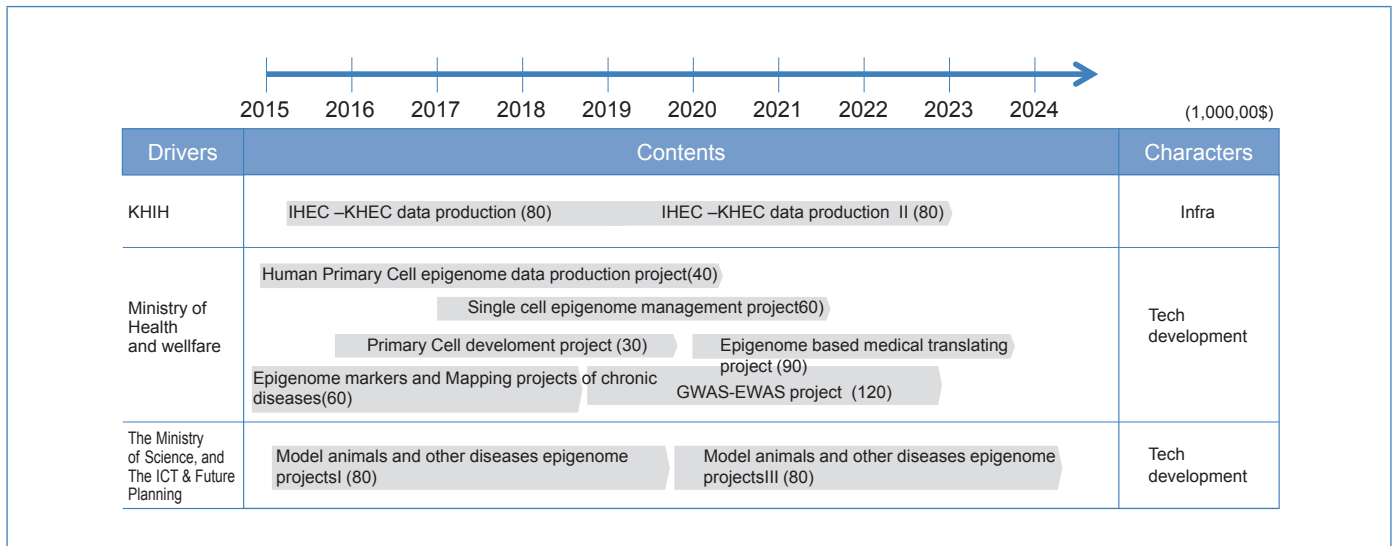 2015 2016 2017 2018 2019 2020 2021 2022 2023 2024 (1,000,00$)
Drivers Contents Characters
KHIH IHEC –KHEC data production (80) IHEC –KHEC data production II (80) Infra
Ministry of
Health
and wellfare
Human Primary Cell epigenome data production project(40)
Single cell epigenome management project60)
Primary Cell develoment project (30)
Epigenome based medical translating
project (90)
Epigenome markers and Mapping projects of chronic
diseases(60)
GWAS-EWAS project (120)
Tech
development
The Ministry
of Science, and
The ICT & Future
Planning
Model animals and other diseases epigenome
projectsI (80)
Model animals and other diseases epigenome
projectsIII (80)
Tech
development